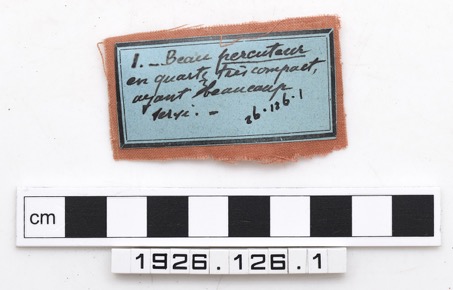 1. _ Beau percuteur
en quartz très compact,
ayant beaucoup
servi. _
26.126.1
cm
1926.126.1